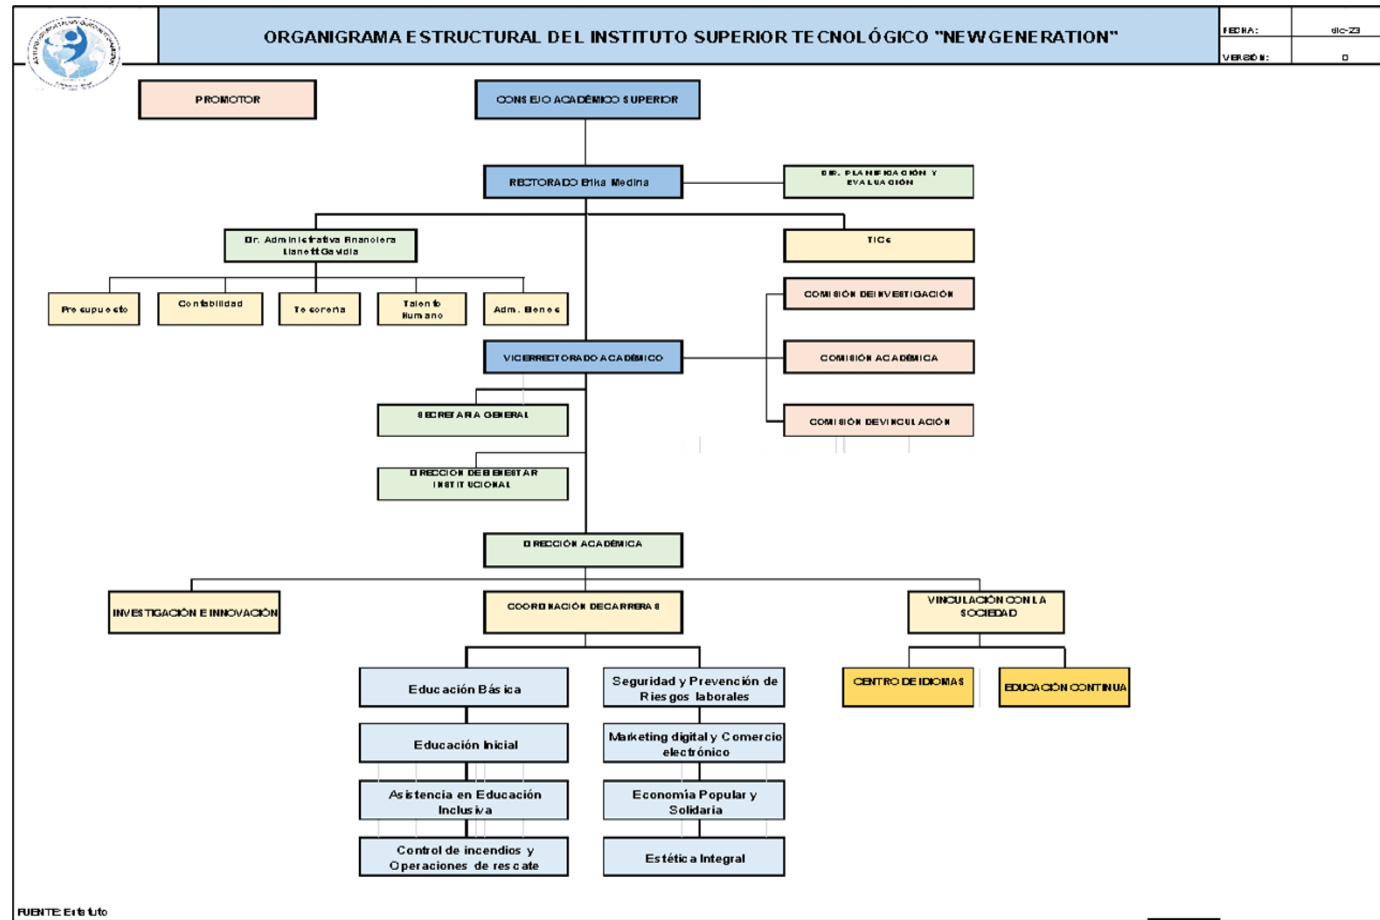 ORGANIGRAMA ESTRUCTURAL DEL INSTITUTO SUPERIOR TECNOLÓGICO "NEW GENERATION"
FECHA: dic-23
VERSIÓN: 0
PROMOTOR
CONSEJO ACADÉMICO SUPERIOR
RECTORADO Erika Medina
DIR. PLANIFICACIÓN Y
EVALUACIÓN
Dir. Administrativa Financiera
Lianett Gavidia
TICs
Presupuesto
Contabilidad
Tesorería
Talento
Humano
Adm. Bienes
COMISIÓN DE INVESTIGACIÓN
VICERRECTORADO ACADÉMICO
COMISIÓN ACADÉMICA
SECRETARIA GENERAL
COMISIÓN DE VINCULACIÓN
DIRECCION DE BIENESTAR
INSTITUCIONAL
DIRECCIÓN ACADÉMICA
INVESTIGACIÓN E INNOVACIÓN
COORDINACIÓN DE CARRERAS
VINCULACIÓN CON LA
SOCIEDAD
Educación Básica
Seguridad y Prevención de
Riesgos laborales
CENTRO DE IDIOMAS
EDUCACIÓN CONTINUA
Educación Inicial
Marketing digital y Comercio
electrónico
Asistencia en Educación
Inclusiva
Economía Popular y
Solidaria
Control de incendios y
Operaciones de rescate
Estética Integral
FUENTE: Estatuto